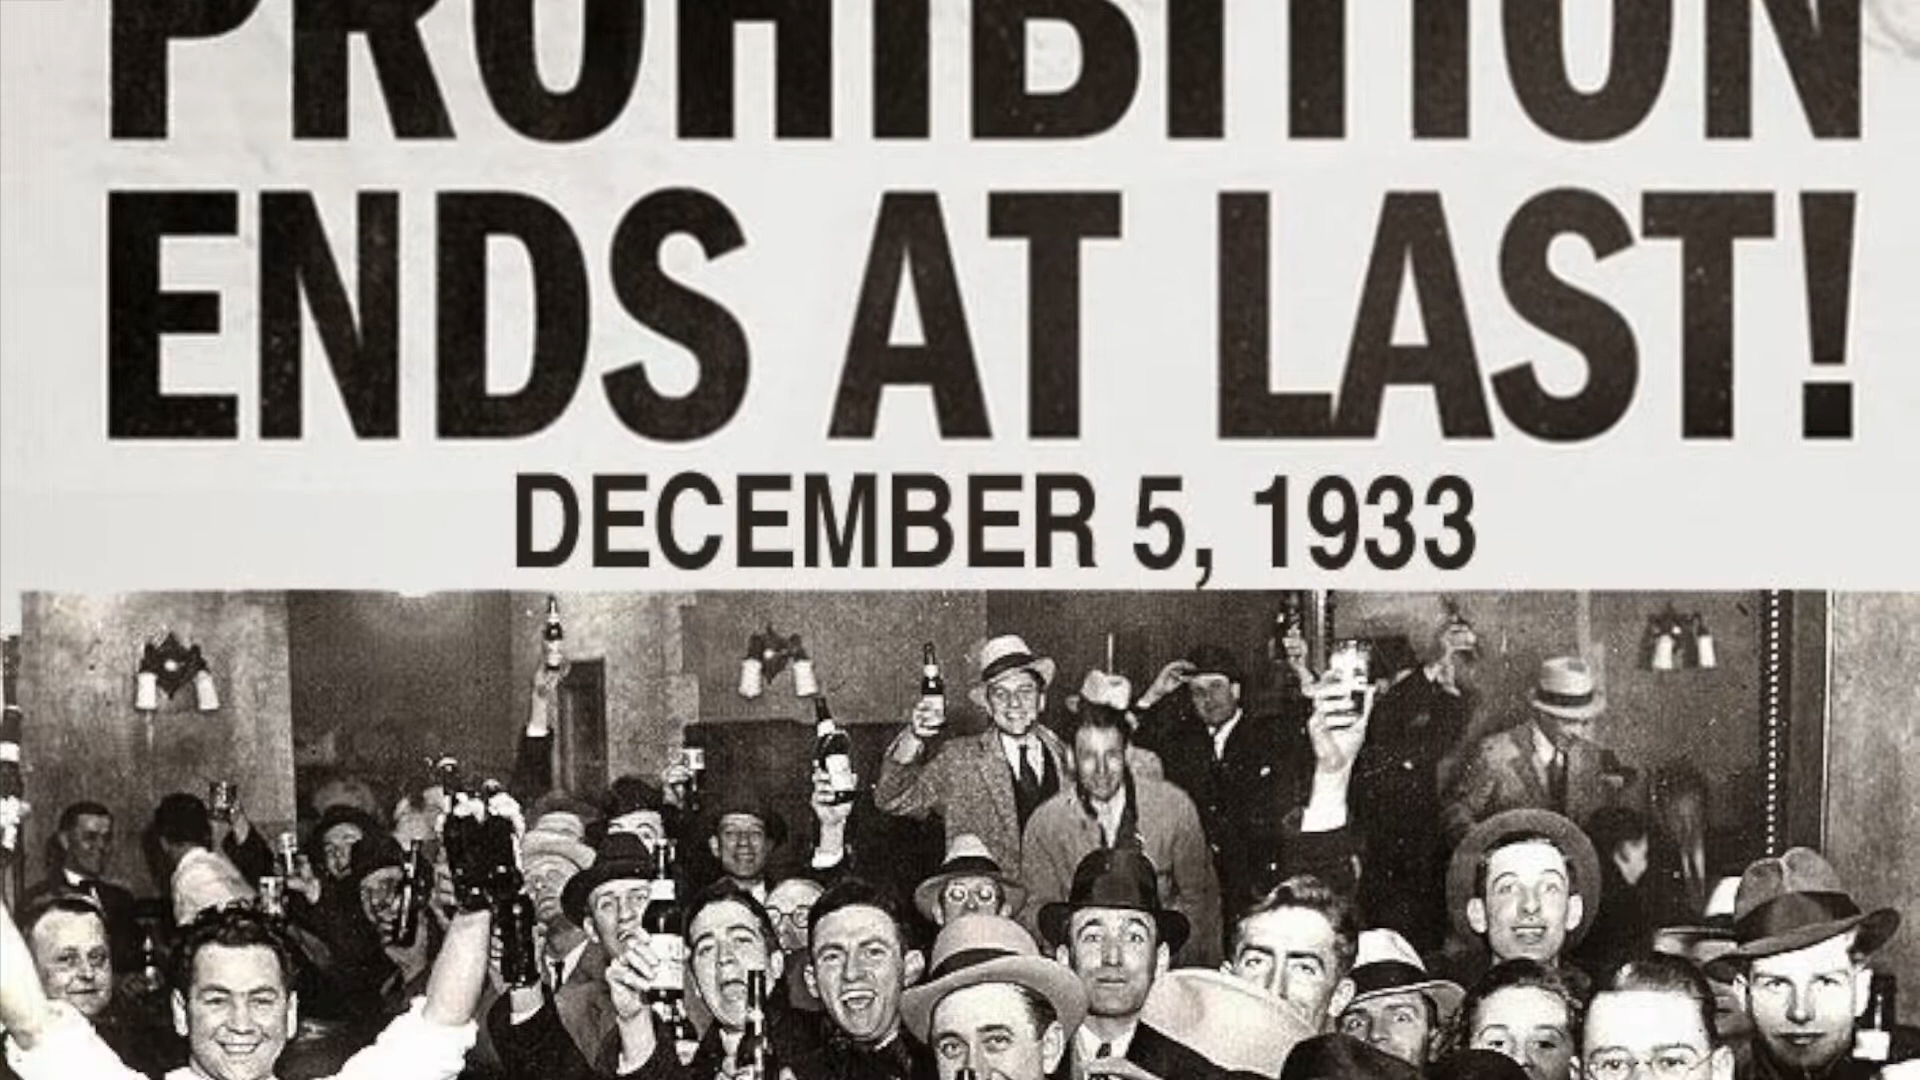 PROHIBITION
ENDS AT LAST!
DECEMBER 5, 1933